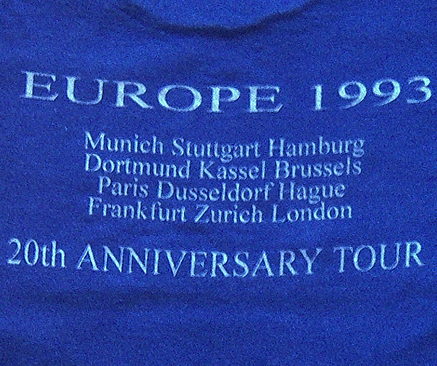 EUROPE 1993
Munich Stuttgart Hamburg
Dortmund Kassel Brussels
Paris Dusseldorf Hague
Frankfurt Zurich London
20th ANNIVERSARY TOUR